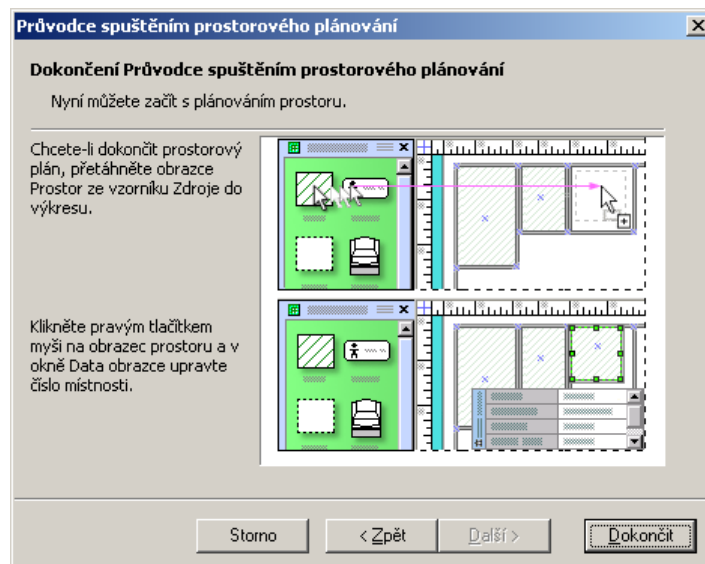 Průvodce spuštěním prostorového plánování
Dokončení Průvodce spuštěním prostorového plánování
Nyní můžete začít s plánováním prostoru.
Chcete-li dokončit prostorový
plán, přetáhněte obrazce
Prostor ze vzorníku Zdroje do
výkresu.
Klikněte pravým tlačítkem
myši na obrazec prostoru a v
okně Data obrazce upravte
číslo místnosti.
Storno
< Zpět
Další >
Dokončit